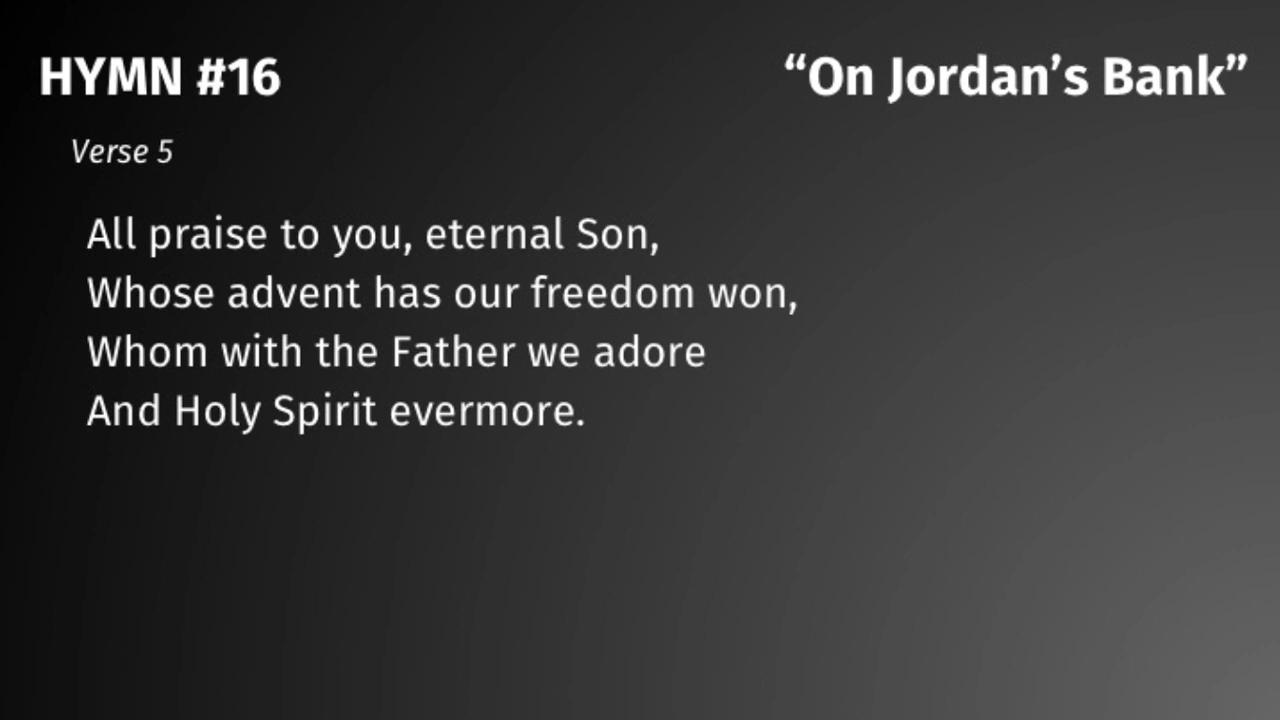 HYMN #16
“On Jordan’s Bank”
Verse 5
All praise to you, eternal Son,
Whose advent has our freedom won,
Whom with the Father we adore
And Holy Spirit evermore.